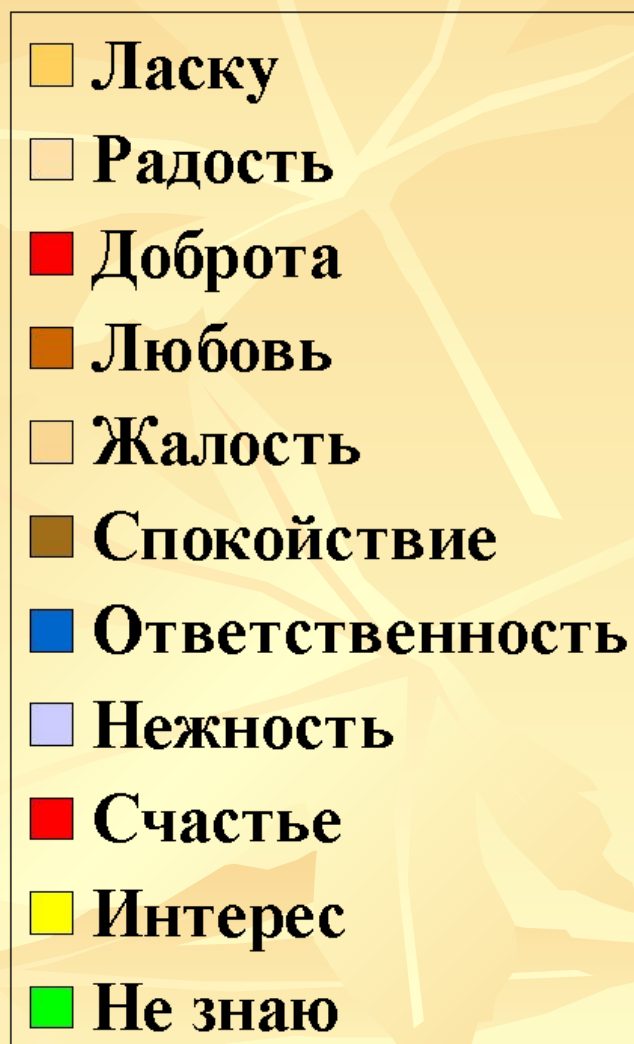 Ласку
Радость
Доброта
Любовь
Жалость
Спокойствие
Ответственность
Нежность
Счастье
Интерес
Не знаю